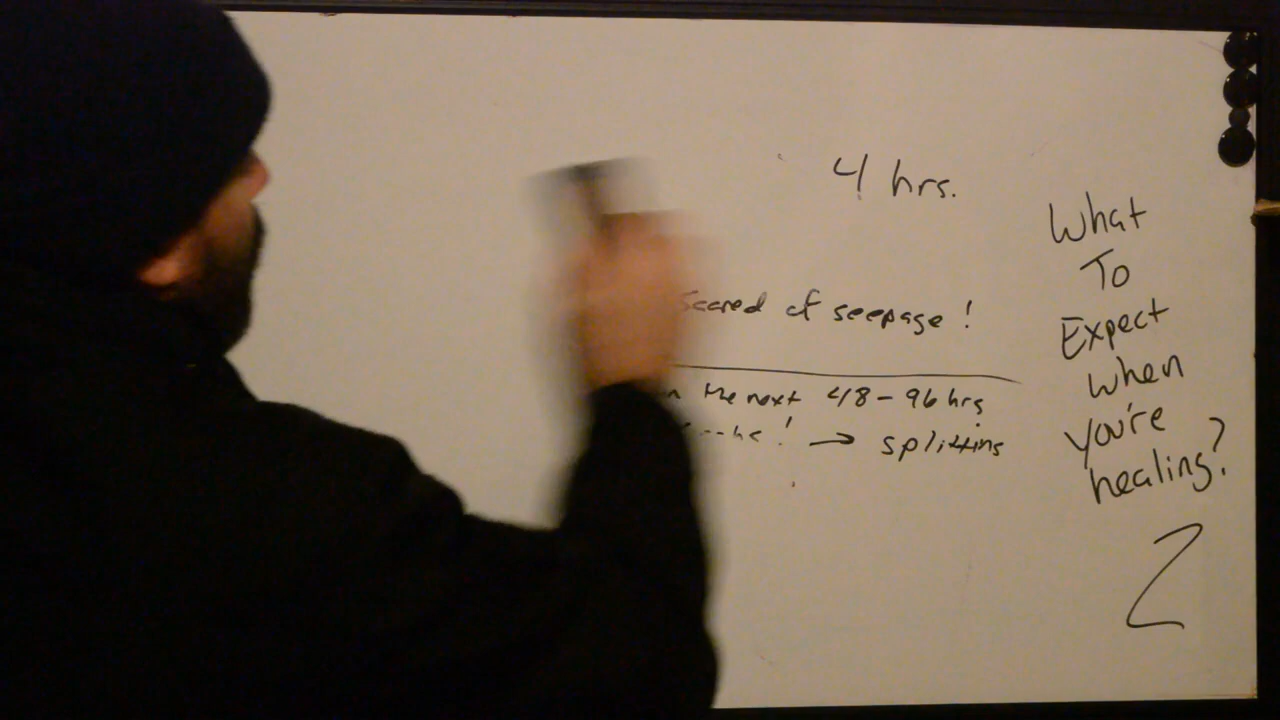 4 hrs.
Scared of seepage!
the next 48-96 hrs
! → splitting
What
To
Expect
when
you're
healing?
2